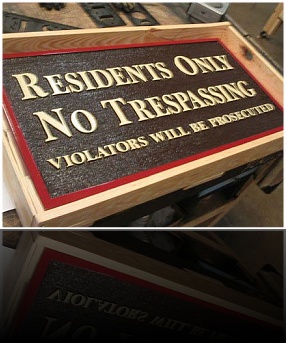 RESIDENTS ONLY
NO TRESPASSING
VIOLATORS WILL BE PROSECUTED